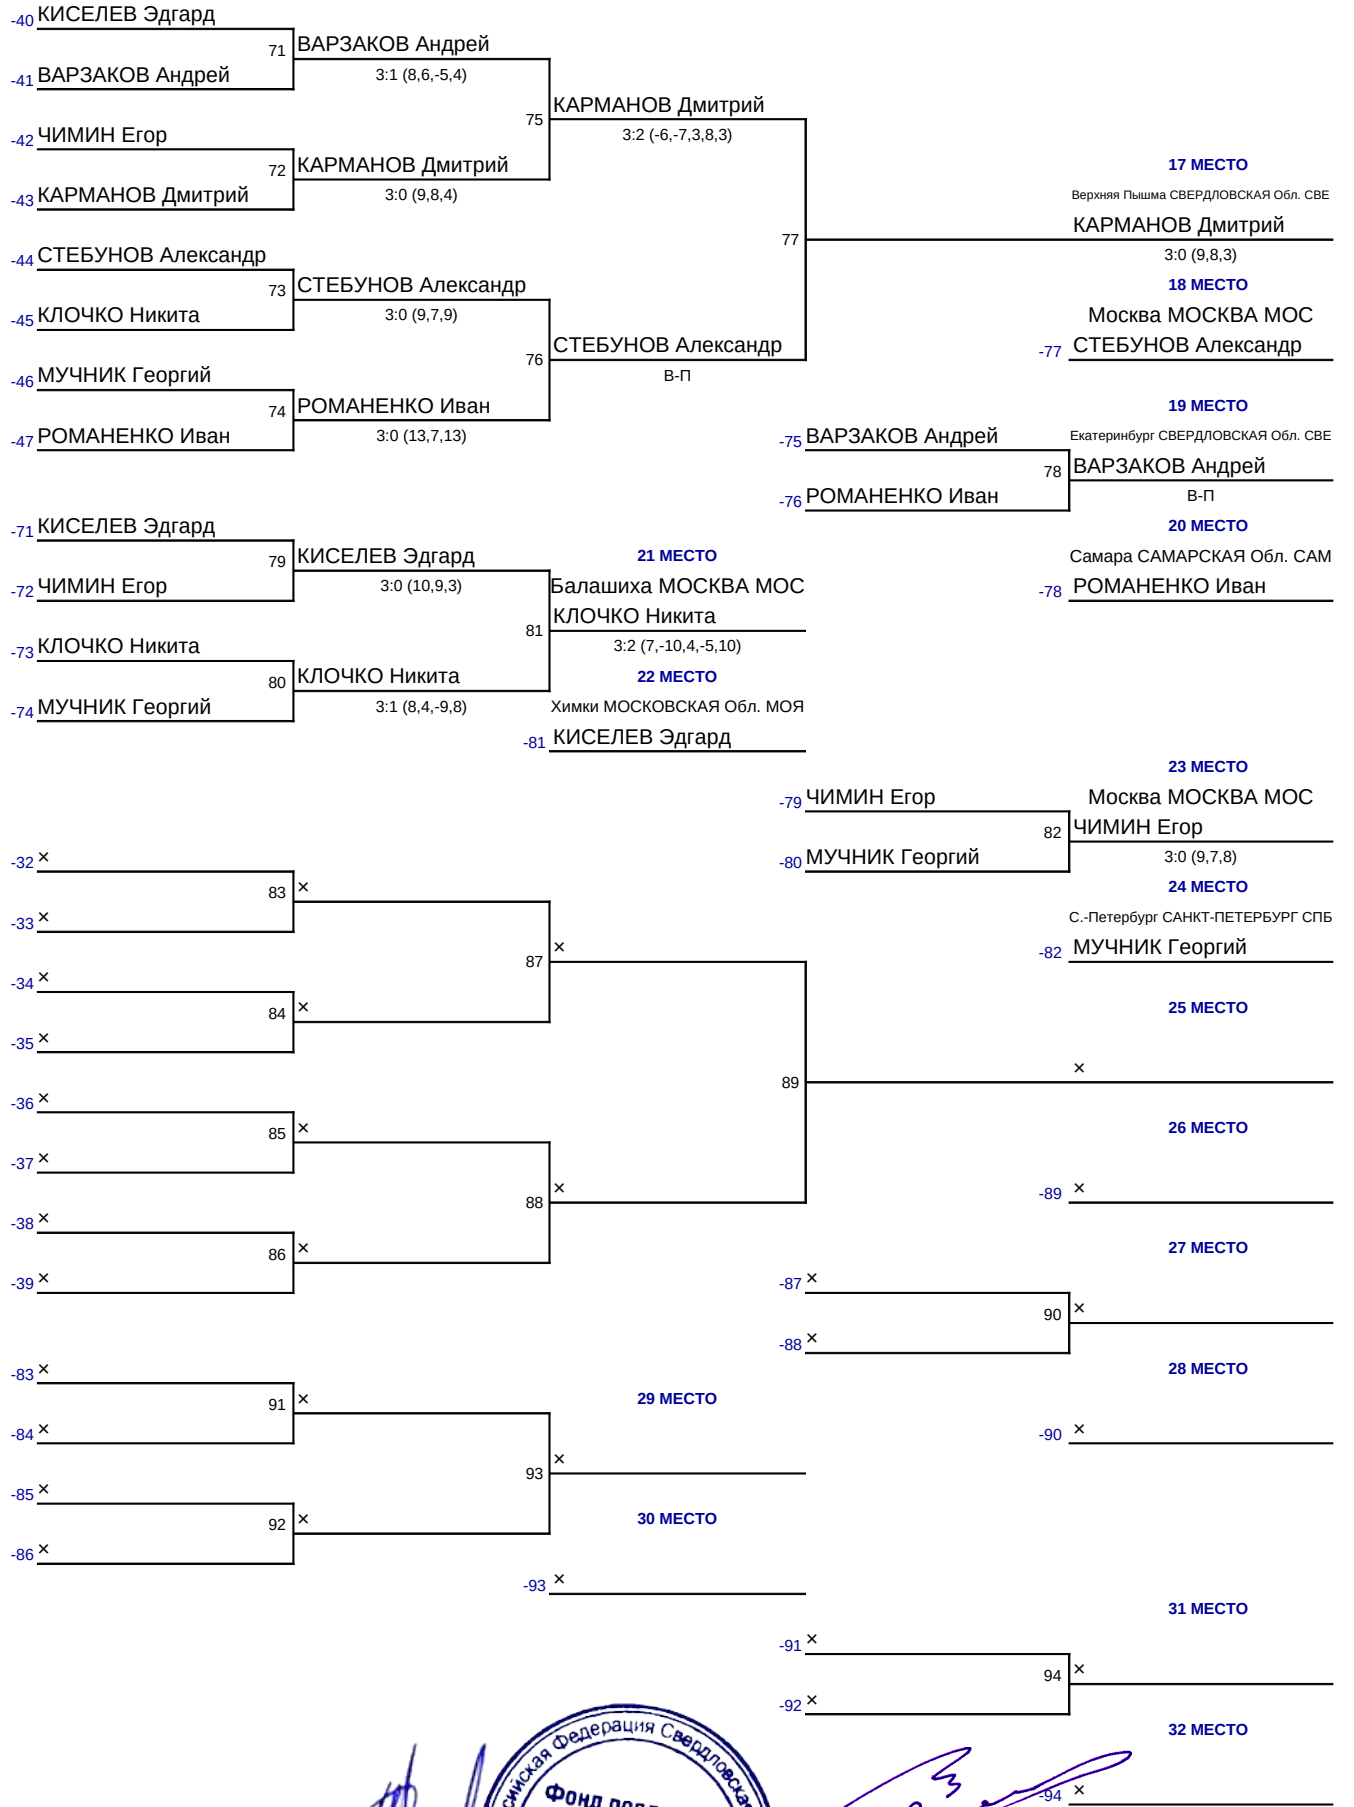 -40 КИСЕЛЕВ Эдгард
71 ВАРЗАКОВ Андрей
-41 ВАРЗАКОВ Андрей
3:1 (8,6,-5,4)
75 КАРМАНОВ Дмитрий
3:2 (-6,-7,3,8,3)
-42 ЧИМИН Егор
72 КАРМАНОВ Дмитрий
-43 КАРМАНОВ Дмитрий
3:0 (9,8,4)
17 МЕСТО
Верхняя Пышма СВЕРДЛОВСКАЯ Обл. СВЕ
77 КАРМАНОВ Дмитрий
3:0 (9,8,3)
-44 СТЕБУНОВ Александр
73 СТЕБУНОВ Александр
-45 КЛОЧКО Никита
3:0 (9,7,9)
18 МЕСТО
Москва МОСКВА МОС
-77 СТЕБУНОВ Александр
76 СТЕБУНОВ Александр
В-П
-46 МУЧНИК Георгий
74 РОМАНЕНКО Иван
-47 РОМАНЕНКО Иван
3:0 (13,7,13)
19 МЕСТО
-75 ВАРЗАКОВ Андрей
Екатеринбург СВЕРДЛОВСКАЯ Обл. СВЕ
78 ВАРЗАКОВ Андрей
-76 РОМАНЕНКО Иван
В-П
20 МЕСТО
Самара САМАРСКАЯ Обл. САМ
-78 РОМАНЕНКО Иван
-71 КИСЕЛЕВ Эдгард
79 КИСЕЛЕВ Эдгард
-72 ЧИМИН Егор
3:0 (10,9,3)
21 МЕСТО
Балашиха МОСКВА МОС
81 КЛОЧКО Никита
3:2 (7,-10,4,-5,10)
-73 КЛОЧКО Никита
80 КЛОЧКО Никита
-74 МУЧНИК Георгий
3:1 (8,4,-9,8)
22 МЕСТО
Химки МОСКОВСКАЯ Обл. МОЯ
-81 КИСЕЛЕВ Эдгард
23 МЕСТО
-79 ЧИМИН Егор
Москва МОСКВА МОС
82 ЧИМИН Егор
-80 МУЧНИК Георгий
3:0 (9,7,8)
24 МЕСТО
С.-Петербург САНКТ-ПЕТЕРБУРГ СПБ
-82 МУЧНИК Георгий
-32 ×
83 ×
-33 ×
87 ×
-34 ×
84 ×
-35 ×
25 МЕСТО
89 ×
-36 ×
85 ×
-37 ×
26 МЕСТО
88 ×
-89 ×
-38 ×
86 ×
-39 ×
27 МЕСТО
-87 ×
90 ×
-88 ×
28 МЕСТО
-90 ×
-83 ×
91 ×
-84 ×
29 МЕСТО
93 ×
-85 ×
92 ×
-86 ×
30 МЕСТО
-93 ×
31 МЕСТО
-91 ×
94 ×
-92 ×
32 МЕСТО
-94 ×
Федерация
Фонд